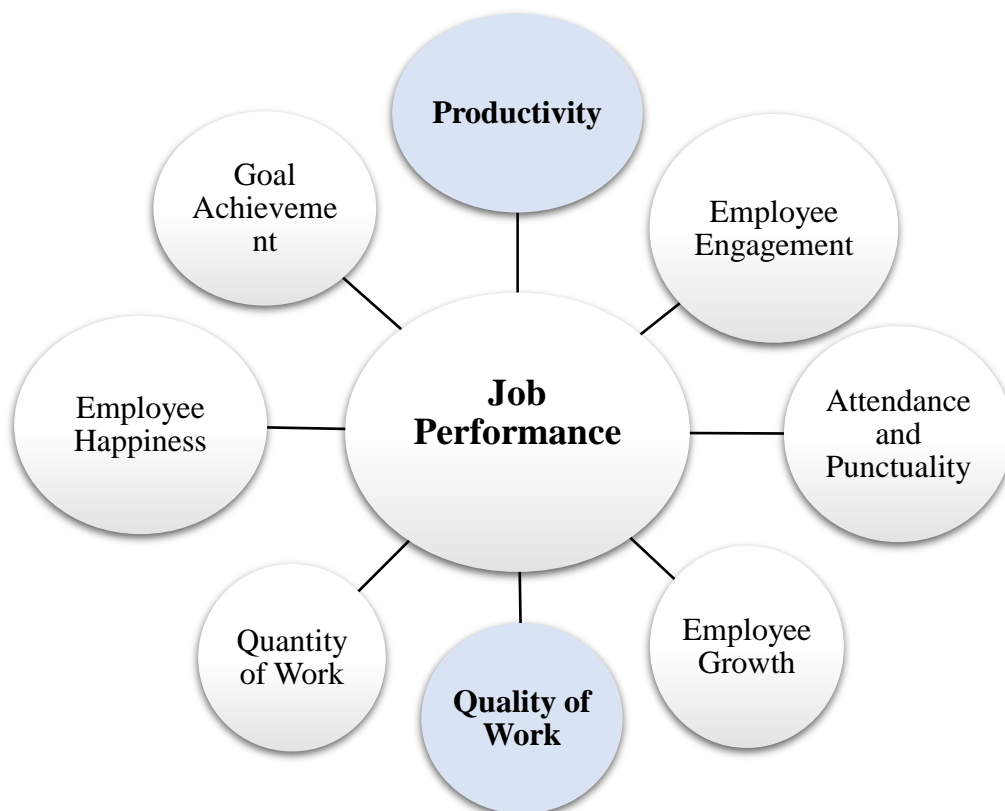 Productivity
Goal
Achieveme
nt
Employee
Engagement
Employee
Happiness
Job
Performance
Attendance
and
Punctuality
Quantity
of Work
Quality of
Work
Employee
Growth